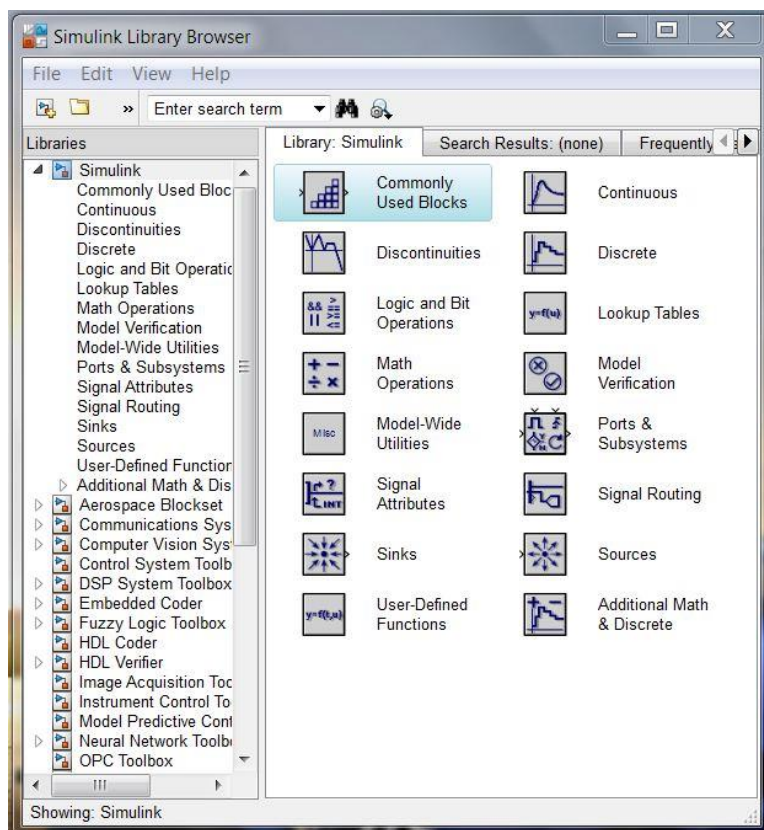 Simulink Library Browser
File Edit View Help
» Enter search term
Libraries
Simulink
Commonly Used Bloc
Continuous
Discontinuities
Discrete
Logic and Bit Operatic
Lookup Tables
Math Operations
Model Verification
Model-Wide Utilities
Ports & Subsystems
Signal Attributes
Signal Routing
Sinks
Sources
User-Defined Function
Additional Math & Dis
Aerospace Blockset
Communications Sys
Computer Vision Sys
Control System Toolb
DSP System Toolbox
Embedded Coder
Fuzzy Logic Toolbox
HDL Coder
HDL Verifier
Image Acquisition Toc
Instrument Control To
Model Predictive Cont
Neural Network Toolb
OPC Toolbox
Library: Simulink Search Results: (none) Frequently
Commonly
Used Blocks
Continuous
Discontinuities
Discrete
&& > >= || == <=
Logic and Bit
Operations
y=f(u)
Lookup Tables
+ − ÷ ×
Math
Operations
Model
Verification
Misc
Model-Wide
Utilities
Ports &
Subsystems
? INT
Signal
Attributes
Signal Routing
Sinks
Sources
y=f(t,u)
User-Defined
Functions
Additional Math
& Discrete
Showing: Simulink